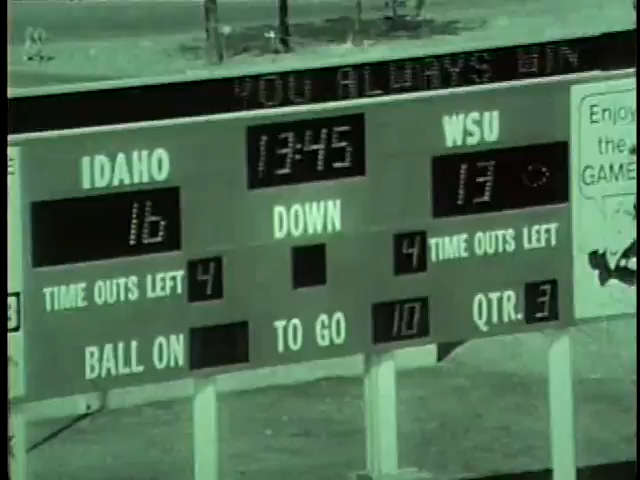 YOU ALWAYS WIN
IDAHO 13:45 WSU
16 DOWN 13
TIME OUTS LEFT 4 4 TIME OUTS LEFT
BALL ON TO GO 10 QTR. 3
Enjoy
the
GAME